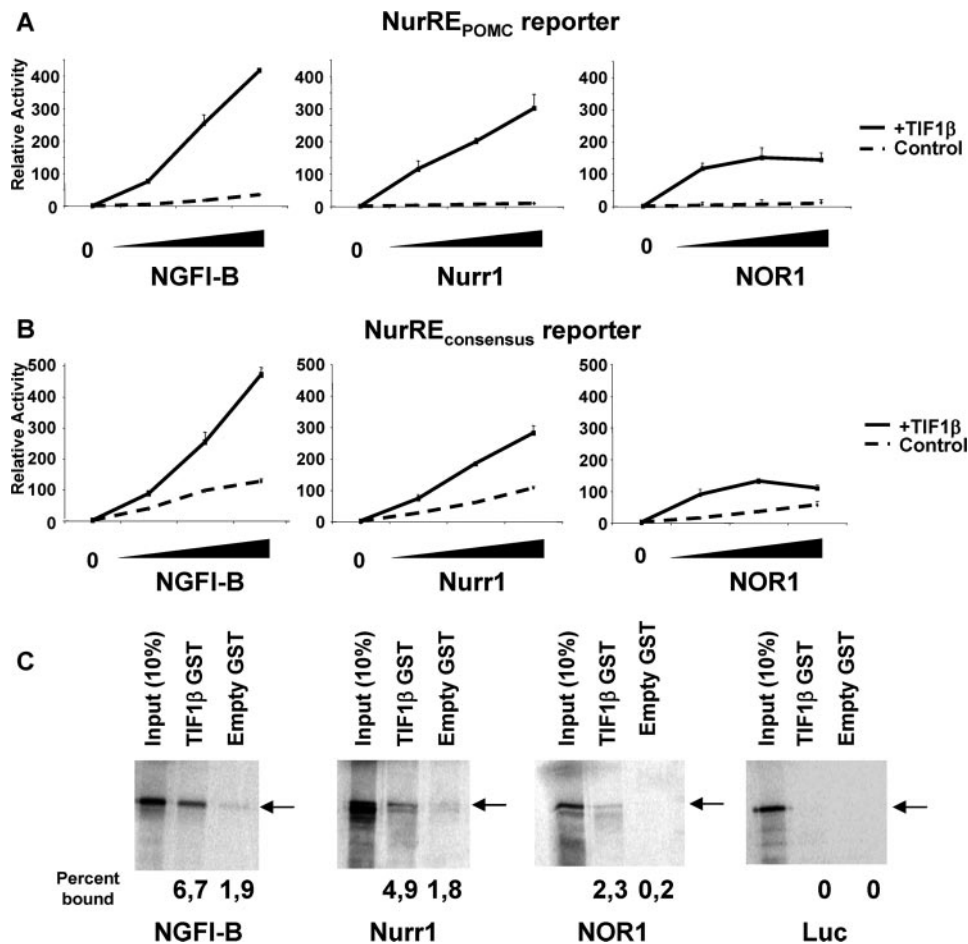 A
NurREPOMC reporter
Relative Activity
400
300
200
100
0
400
300
200
100
0
400
300
200
100
0
+TIF1β
Control
0
0
0
NGFI-B
Nurr1
NOR1
B
NurREconsensus reporter
Relative Activity
500
400
300
200
100
0
500
400
300
200
100
0
500
400
300
200
100
0
+TIF1β
Control
0
0
0
NGFI-B
Nurr1
NOR1
C
Input (10%)
TIF1β GST
Empty GST
Input (10%)
TIF1β GST
Empty GST
Input (10%)
TIF1β GST
Empty GST
Input (10%)
TIF1β GST
Empty GST
Percent
bound
6,7 1,9
4,9 1,8
2,3 0,2
0 0
NGFI-B
Nurr1
NOR1
Luc